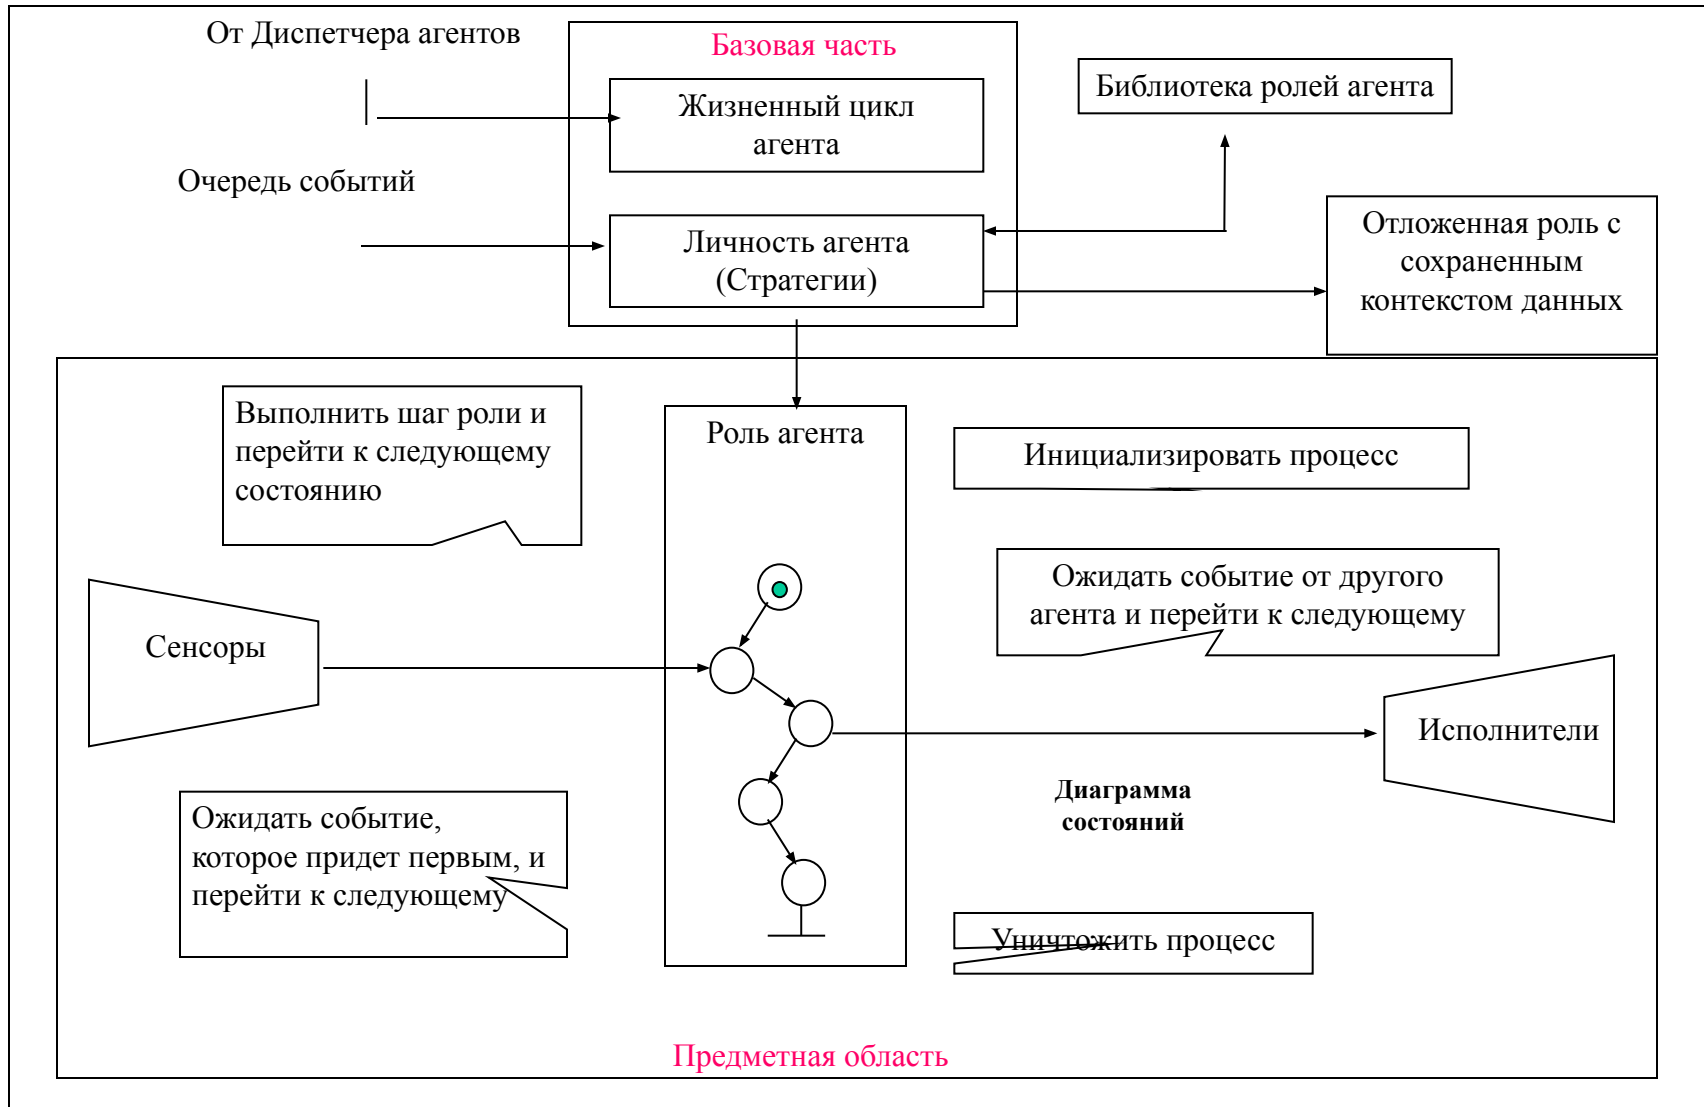 От Диспетчера агентов
Базовая часть
Жизненный цикл
агента
Библиотека ролей агента
Очередь событий
Личность агента
(Стратегии)
Отложенная роль с
сохраненным
контекстом данных
Выполнить шаг роли и
перейти к следующему
состоянию
Роль агента
Инициализировать процесс
Ожидать событие от другого
агента и перейти к следующему
Сенсоры
Исполнители
Диаграмма
состояний
Ожидать событие,
которое придет первым, и
перейти к следующему
Уничтожить процесс
Предметная область